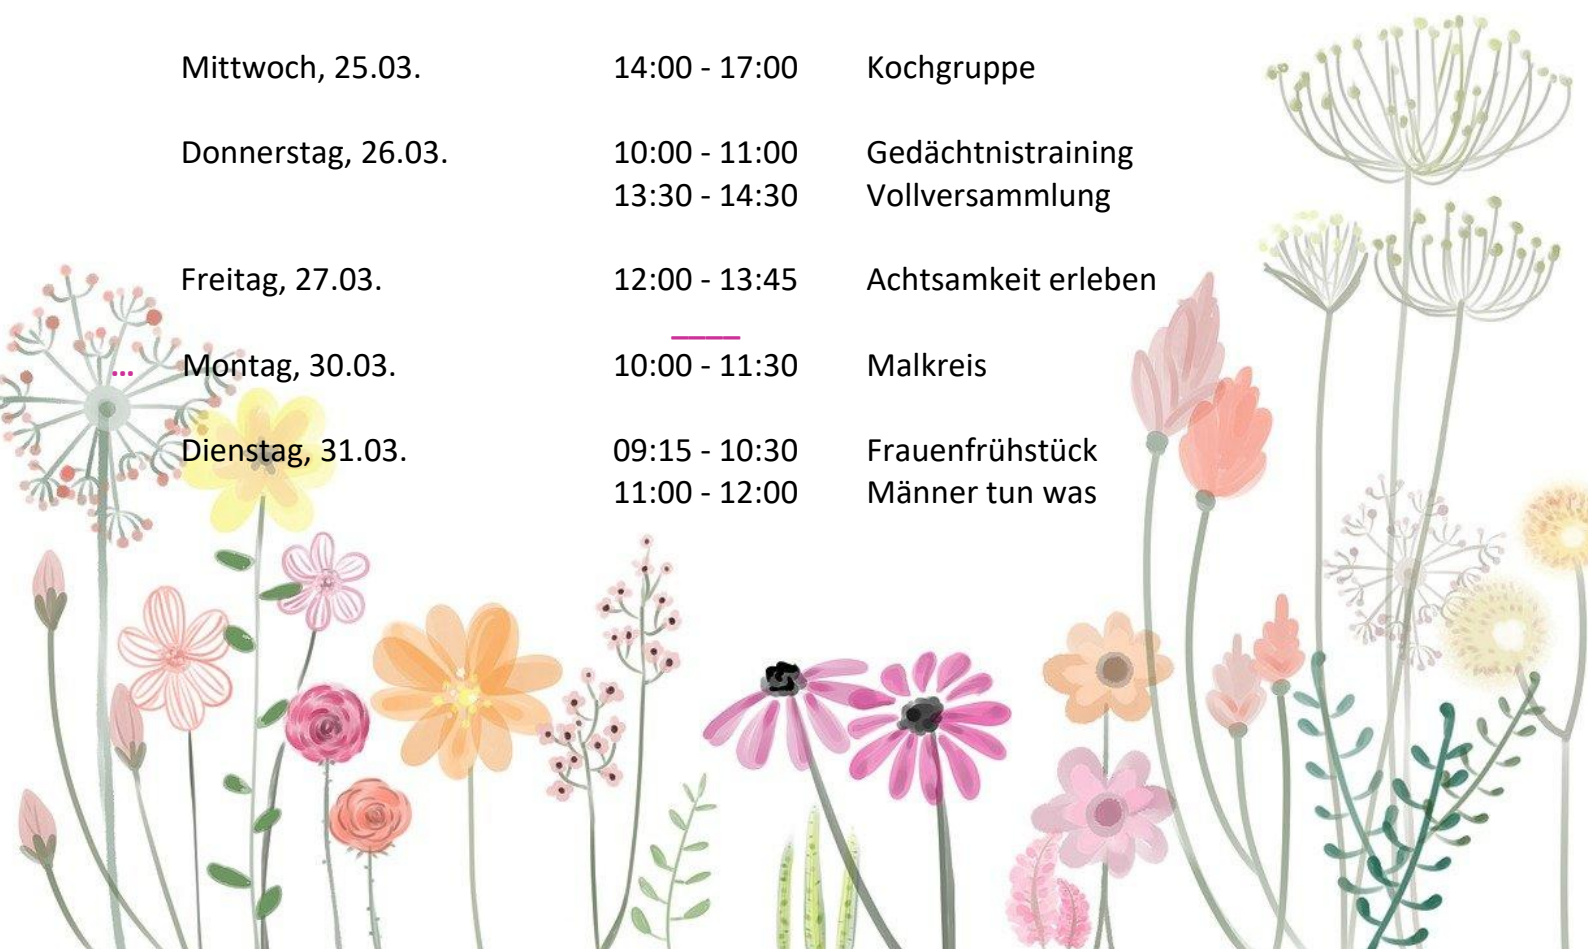 Mittwoch, 25.03. 14:00 - 17:00 Kochgruppe
Donnerstag, 26.03. 10:00 - 11:00 Gedächtnistraining
13:30 - 14:30 Vollversammlung
Freitag, 27.03. 12:00 - 13:45 Achtsamkeit erleben
____
... Montag, 30.03. 10:00 - 11:30 Malkreis
Dienstag, 31.03. 09:15 - 10:30 Frauenfrühstück
11:00 - 12:00 Männer tun was